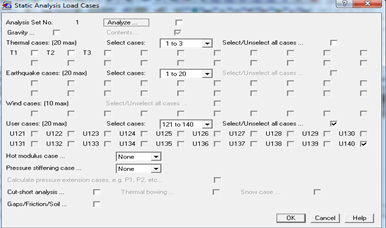 Static Analysis Load Cases
Analysis Set No. 1 Analyze ...
Gravity ... Contents ...
Thermal cases: (20 max) Select cases: 1 to 3 Select/Unselect all cases ...
T1 T2 T3
Earthquake cases: (20 max) Select cases: 1 to 20 Select/Unselect all cases ...
Wind cases: (10 max) Select/Unselect all cases ...
User cases: (20 max) Select cases: 121 to 140 Select/Unselect all cases ...
U121 U122 U123 U124 U125 U126 U127 U128 U129 U130
U131 U132 U133 U134 U135 U136 U137 U138 U139 U140
Hot modulus case ... None
Pressure stiffening case ... None
Calculate pressure extension cases, e.g. P1, P2, etc...
Cut-short analysis ... Thermal bowing ... Snow case ...
Gaps/Friction/Soil ...
OK Cancel Help